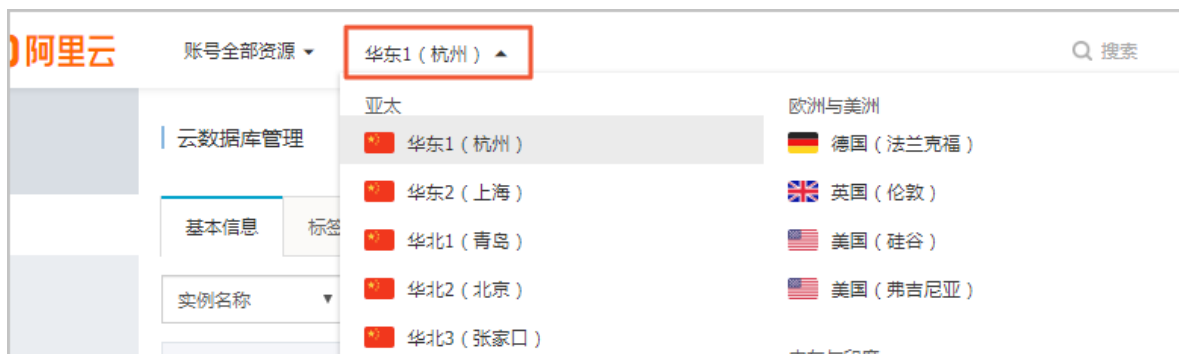 阿里云
账号全部资源
华东1（杭州）
搜索
云数据库管理
基本信息
标签
实例名称
亚太
华东1（杭州）
华东2（上海）
华北1（青岛）
华北2（北京）
华北3（张家口）
欧洲与美洲
德国（法兰克福）
英国（伦敦）
美国（硅谷）
美国（弗吉尼亚）